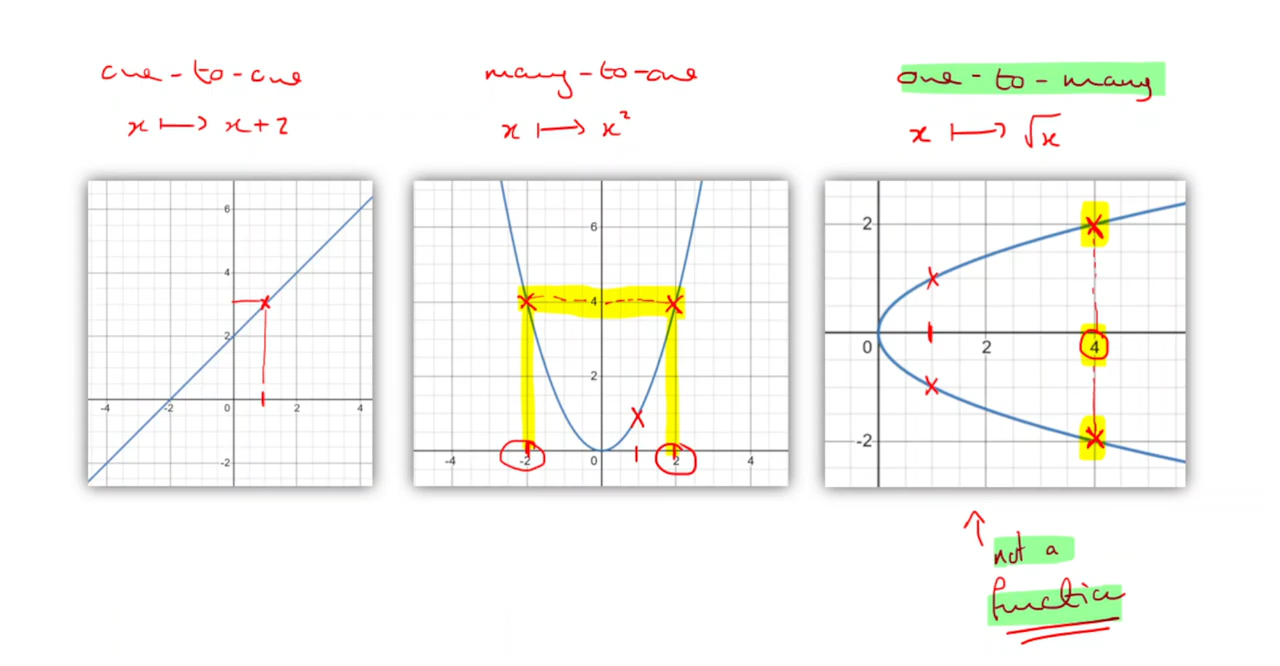 one-to-one
x ↦ x+2
many-to-one
x ↦ x²
one-to-many
x ↦ √x
6
4
2
-4 -2 0 2 4
-2
6
4
2
-4 -2 0 2 4
2
0 2 4
-2
↑
not a
function